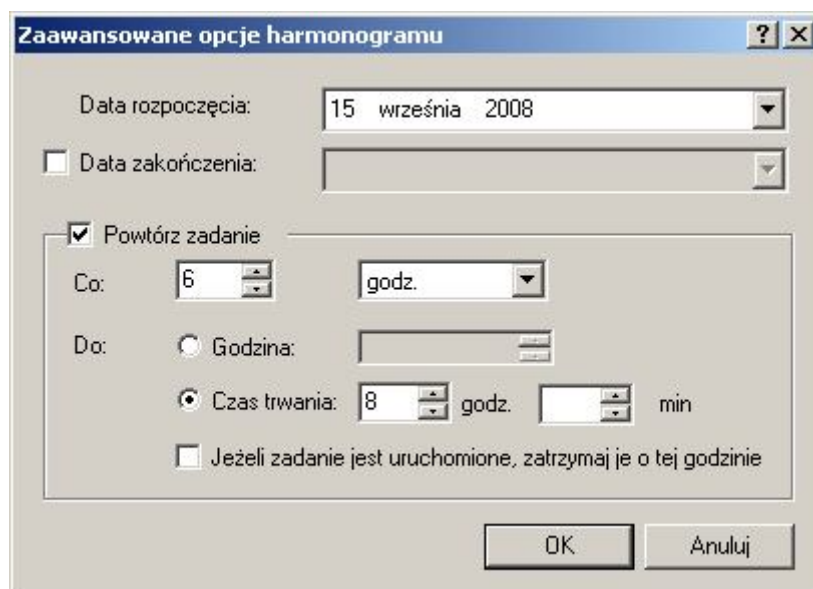 Zaawansowane opcje harmonogramu
Data rozpoczęcia: 15 września 2008
Data zakończenia:
Powtórz zadanie
Co: 6 godz.
Do: Godzina:
Czas trwania: 8 godz. min
Jeżeli zadanie jest uruchomione, zatrzymaj je o tej godzinie
OK Anuluj